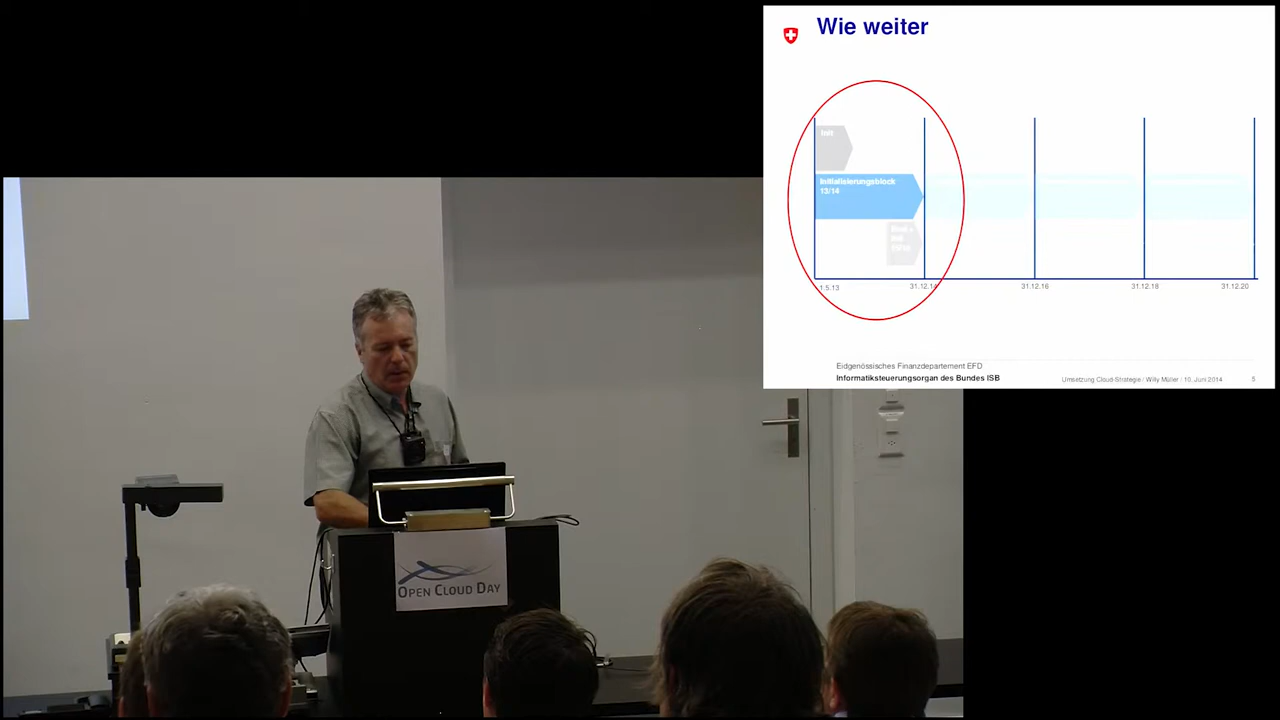 Wie weiter
Init
Initialisierungsblock
13/14
1.5.13
31.12.14
31.12.16
31.12.18
31.12.20
Eidgenössisches Finanzdepartement EFD
Informatiksteuerungsorgan des Bundes ISB
Umsetzung Cloud-Strategie / Willy Müller / 10. Juni 2014
5
OPEN CLOUD DAY